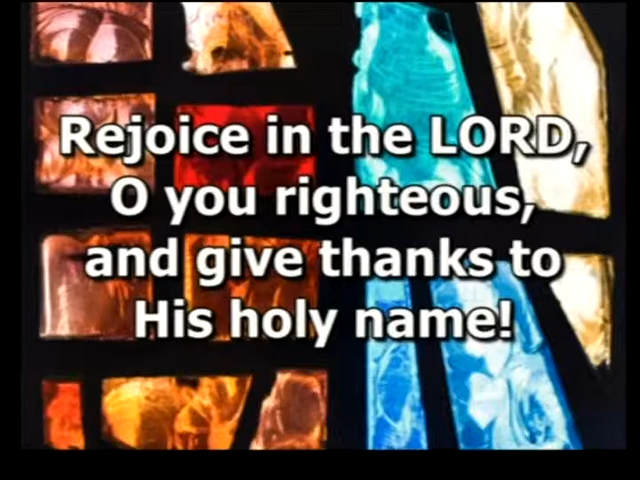 Rejoice in the LORD,
O you righteous,
and give thanks to
His holy name!